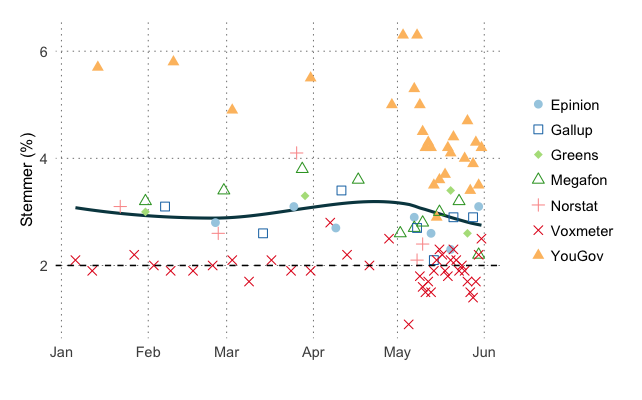 Stemmer (%)
6
4
2
Jan Feb Mar Apr May Jun
Epinion
Gallup
Greens
Megafon
Norstat
Voxmeter
YouGov